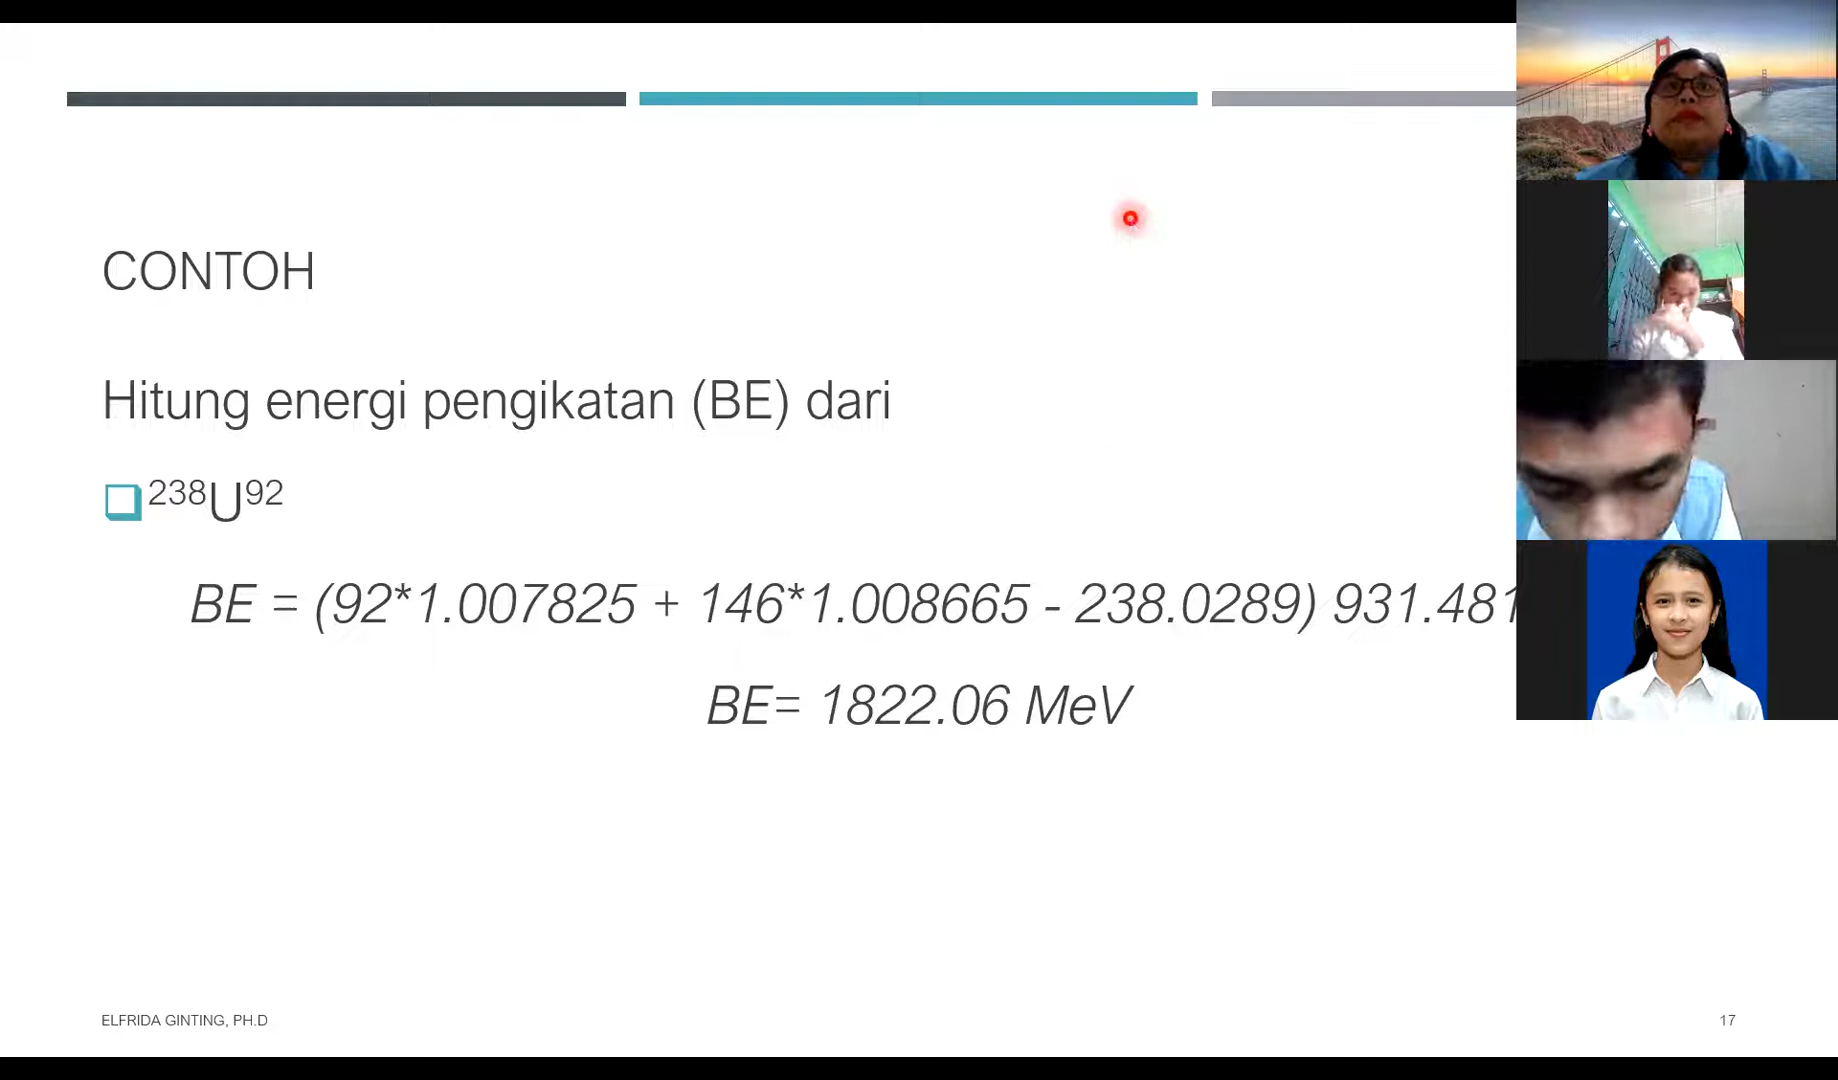 CONTOH
Hitung energi pengikatan (BE) dari
²³⁸U⁹²
BE = (92*1.007825 + 146*1.008665 - 238.0289) 931.481
BE= 1822.06 MeV
ELFRIDA GINTING, PH.D
17